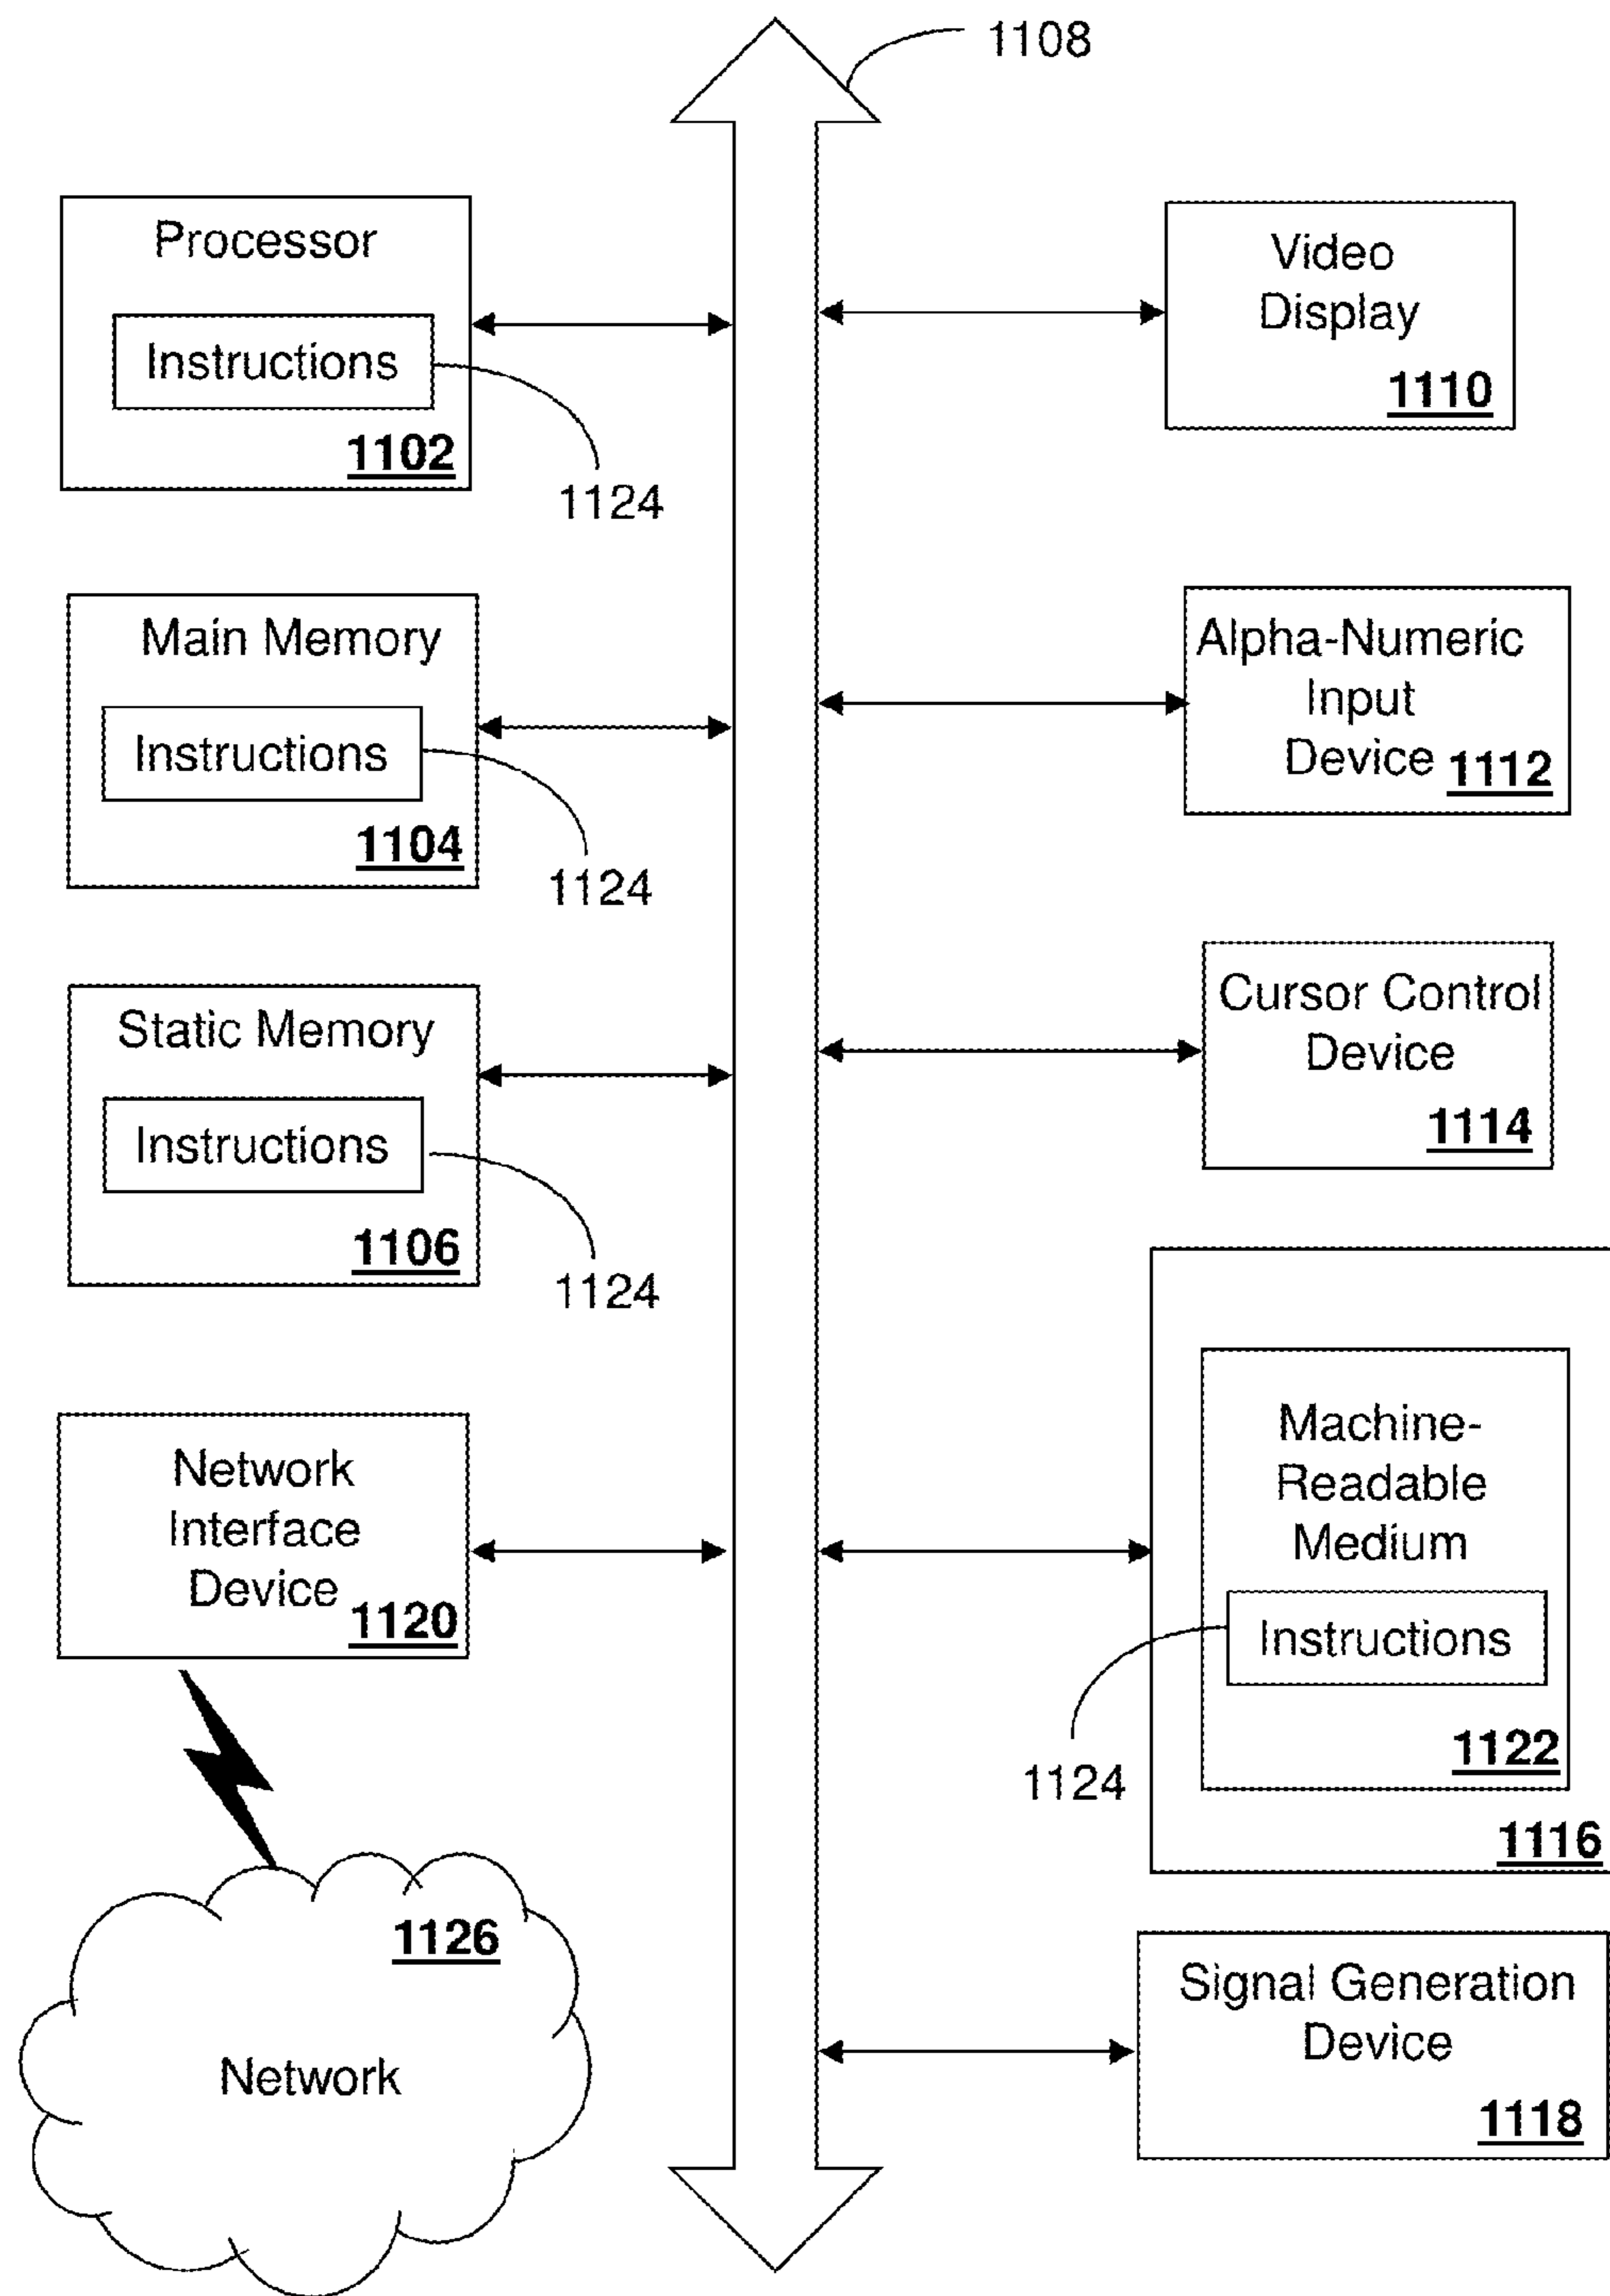 1108
Processor
Instructions
1102
1124
Main Memory
Instructions
1104
1124
Static Memory
Instructions
1106
1124
Network
Interface
Device
1120
1126
Network
Video
Display
1110
Alpha-Numeric
Input
Device 1112
Cursor Control
Device
1114
Machine-
Readable
Medium
Instructions
1122
1124
1116
Signal Generation
Device
1118